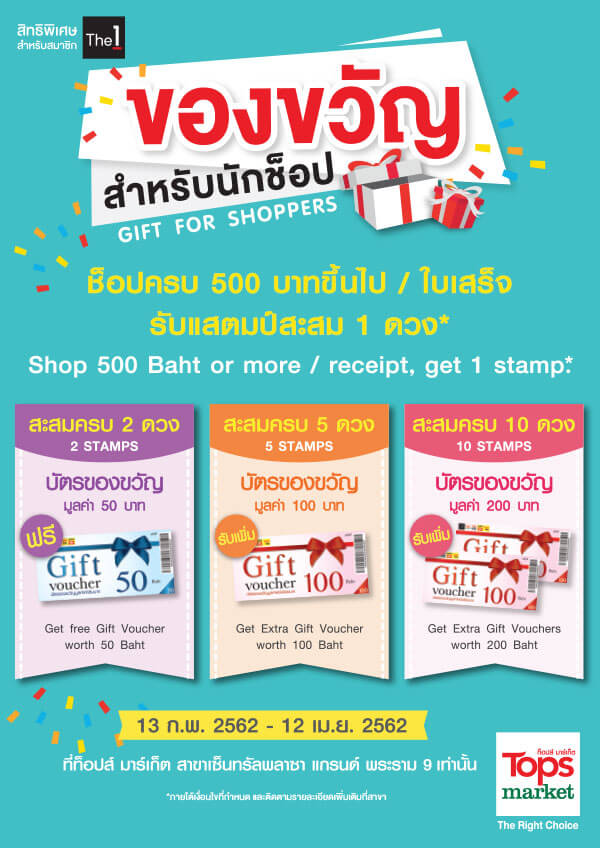 สิทธิพิเศษ
สำหรับสมาชิก
The1
ของขวัญ
สำหรับนักช็อป
GIFT FOR SHOPPERS
ช็อปครบ 500 บาทขึ้นไป / ใบเสร็จ
รับแสตมป์สะสม 1 ดวง*
Shop 500 Baht or more / receipt, get 1 stamp.*
สะสมครบ 2 ดวง
2 STAMPS
บัตรของขวัญ
มูลค่า 50 บาท
ฟรี
Gift
voucher 50 Baht
Get free Gift Voucher
worth 50 Baht
สะสมครบ 5 ดวง
5 STAMPS
บัตรของขวัญ
มูลค่า 100 บาท
รับเพิ่ม
Gift
voucher 100 Baht
Get Extra Gift Voucher
worth 100 Baht
สะสมครบ 10 ดวง
10 STAMPS
บัตรของขวัญ
มูลค่า 200 บาท
รับเพิ่ม
Gift
voucher 100 Baht
Get Extra Gift Vouchers
worth 200 Baht
13 ก.พ. 2562 - 12 เม.ย. 2562
ที่ท็อปส์ มาร์เก็ต สาขาเซ็นทรัลพลาซา แกรนด์ พระราม 9 เท่านั้น
*ภายใต้เงื่อนไขที่กำหนด และติดตามรายละเอียดเพิ่มเติมที่สาขา
ท็อปส์ มาร์เก็ต
Tops
market
The Right Choice